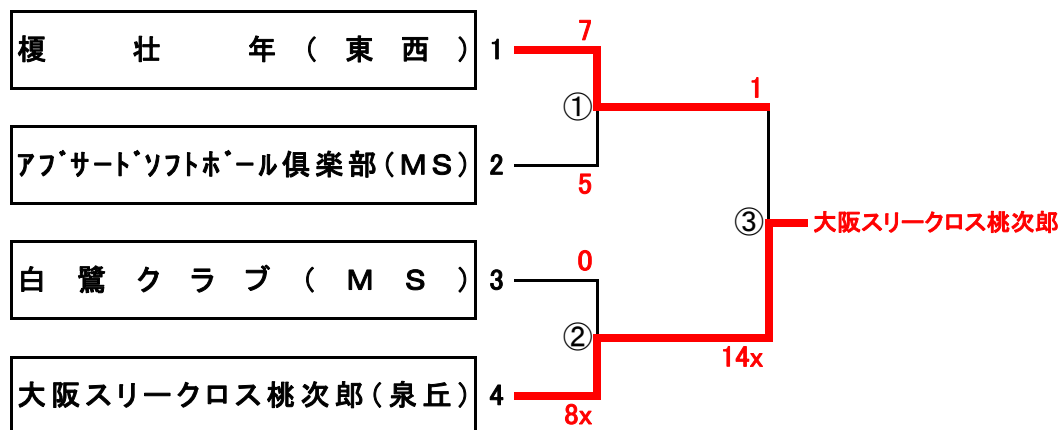 7
榎壮年(東西) 1
1
①
アブサードソフトボール倶楽部(MS) 2
5
③ 大阪スリークロス桃次郎
0
白鷺クラブ(MS) 3
②
14x
大阪スリークロス桃次郎(泉丘) 4
8x